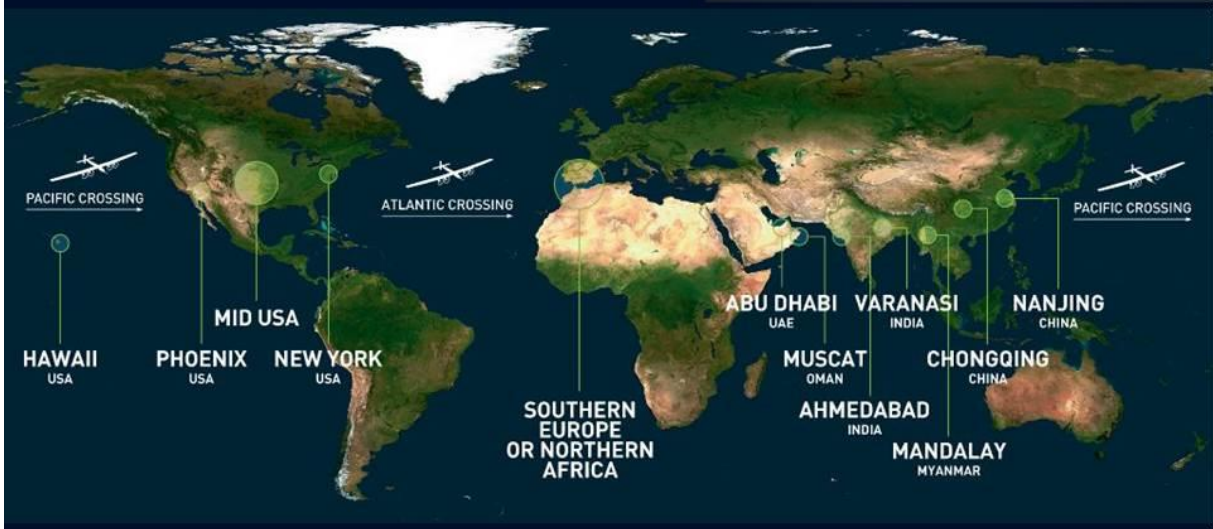 PACIFIC CROSSING
ATLANTIC CROSSING
PACIFIC CROSSING
HAWAII
USA
PHOENIX
USA
MID USA
NEW YORK
USA
SOUTHERN
EUROPE
OR NORTHERN
AFRICA
ABU DHABI
UAE
MUSCAT
OMAN
AHMEDABAD
INDIA
VARANASI
INDIA
MANDALAY
MYANMAR
CHONGQING
CHINA
NANJING
CHINA